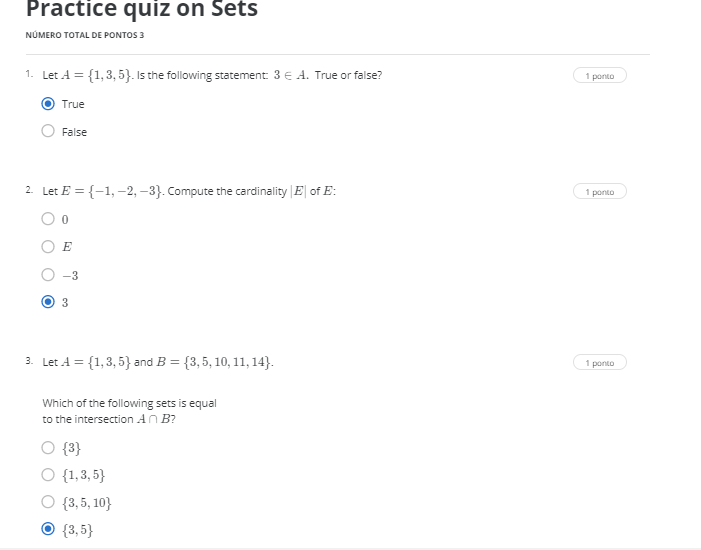 Practice quiz on Sets
NÚMERO TOTAL DE PONTOS 3
1. Let A = {1, 3, 5}. Is the following statement: 3 ∈ A. True or false?
1 ponto
True
False
2. Let E = {−1, −2, −3}. Compute the cardinality |E| of E:
1 ponto
0
E
−3
3
3. Let A = {1, 3, 5} and B = {3, 5, 10, 11, 14}.
1 ponto
Which of the following sets is equal
to the intersection A ∩ B?
{3}
{1, 3, 5}
{3, 5, 10}
{3, 5}